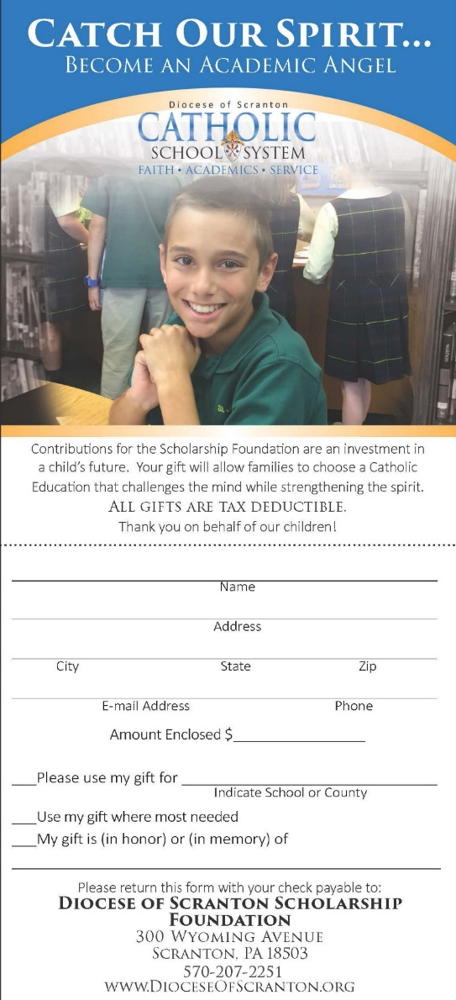 CATCH OUR SPIRIT...
BECOME AN ACADEMIC ANGEL
Diocese of Scranton
CATHOLIC
SCHOOL SYSTEM
FAITH • ACADEMICS • SERVICE
Contributions for the Scholarship Foundation are an investment in
a child's future. Your gift will allow families to choose a Catholic
Education that challenges the mind while strengthening the spirit.
ALL GIFTS ARE TAX DEDUCTIBLE.
Thank you on behalf of our children!
Name
Address
City State Zip
E-mail Address Phone
Amount Enclosed $_______________
___Please use my gift for ______________________________
Indicate School or County
___Use my gift where most needed
___My gift is (in honor) or (in memory) of
Please return this form with your check payable to:
DIOCESE OF SCRANTON SCHOLARSHIP
FOUNDATION
300 WYOMING AVENUE
SCRANTON, PA 18503
570-207-2251
WWW.DIOCESEOFSCRANTON.ORG